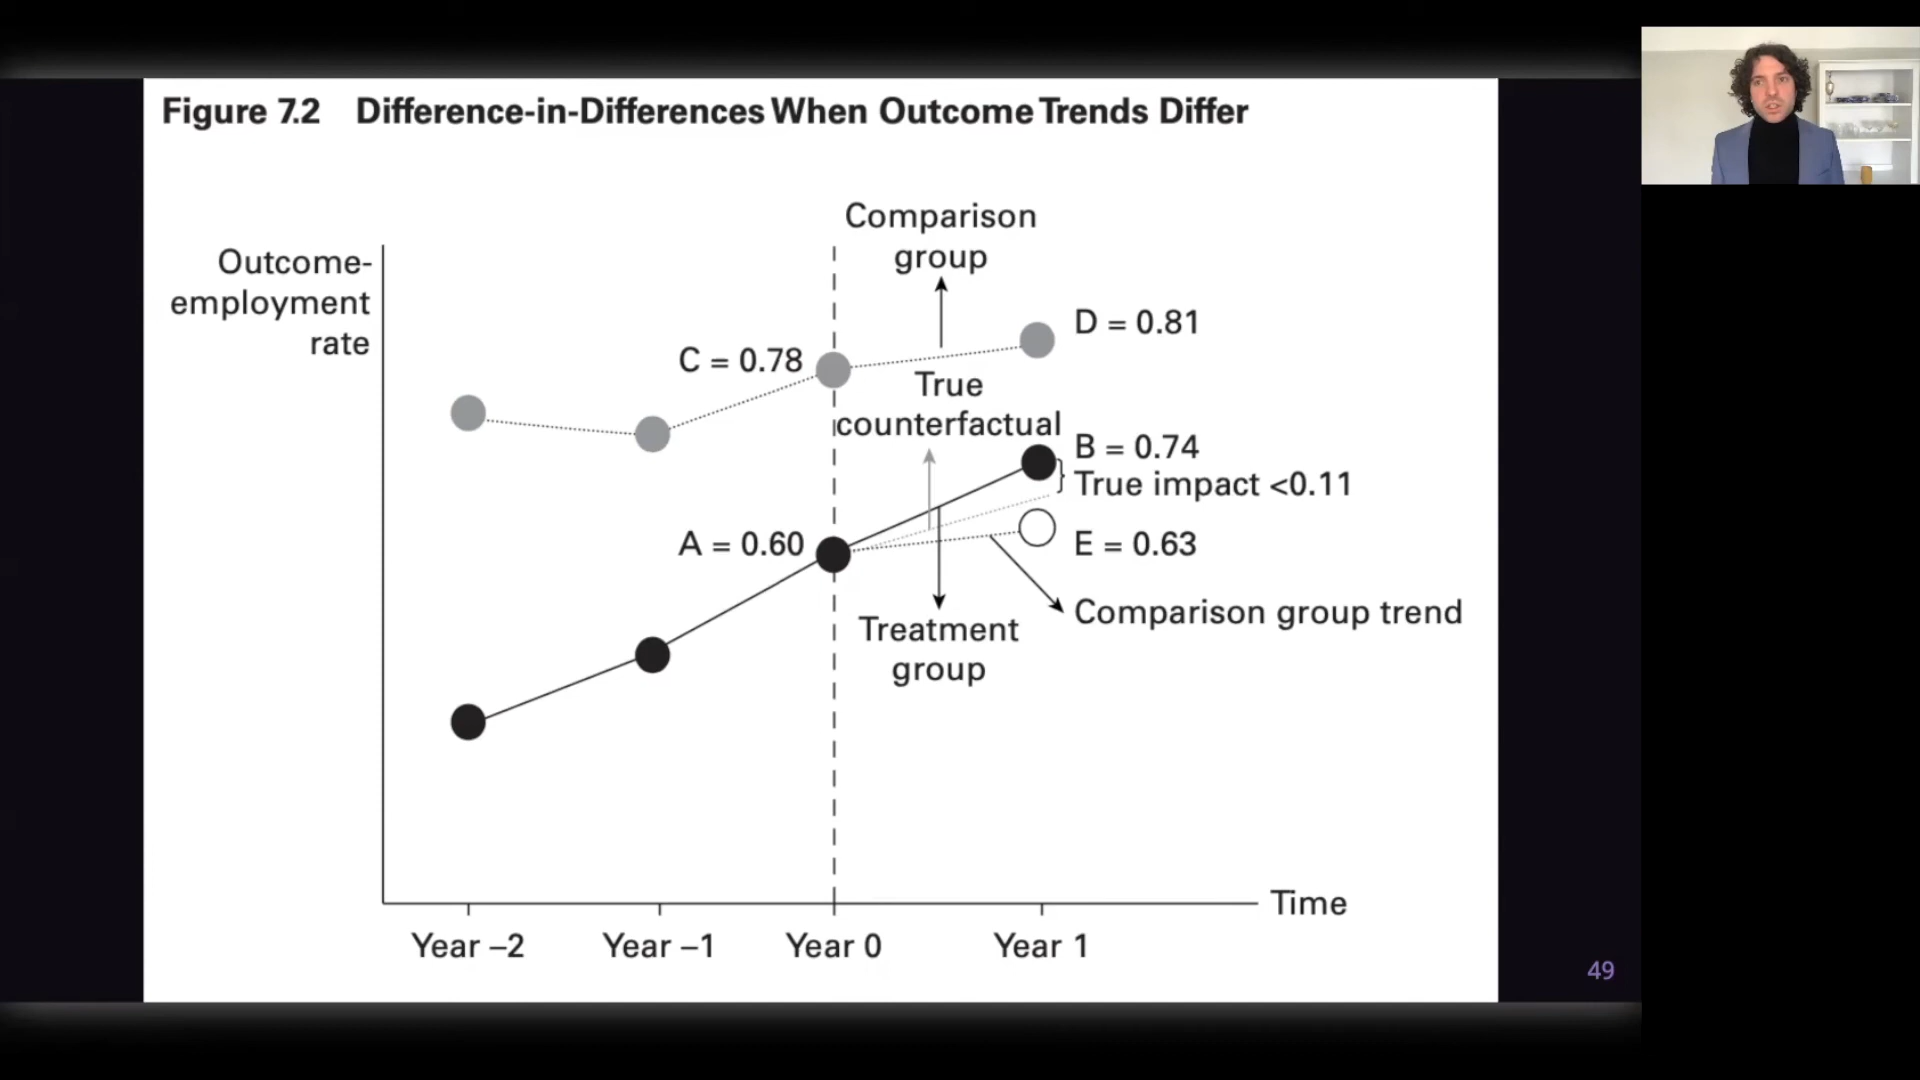 Figure 7.2 Difference-in-Differences When Outcome Trends Differ
Comparison
group
Outcome-
employment
rate
D = 0.81
C = 0.78
True
counterfactual
B = 0.74
True impact <0.11
A = 0.60
E = 0.63
Comparison group trend
Treatment
group
Time
Year –2
Year –1
Year 0
Year 1
49